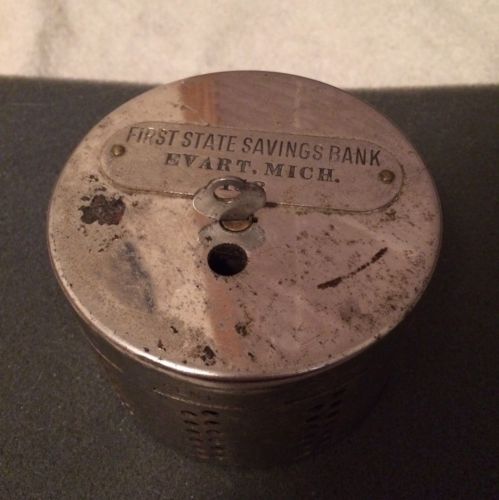 FIRST STATE SAVINGS BANK
EVART, MICH.